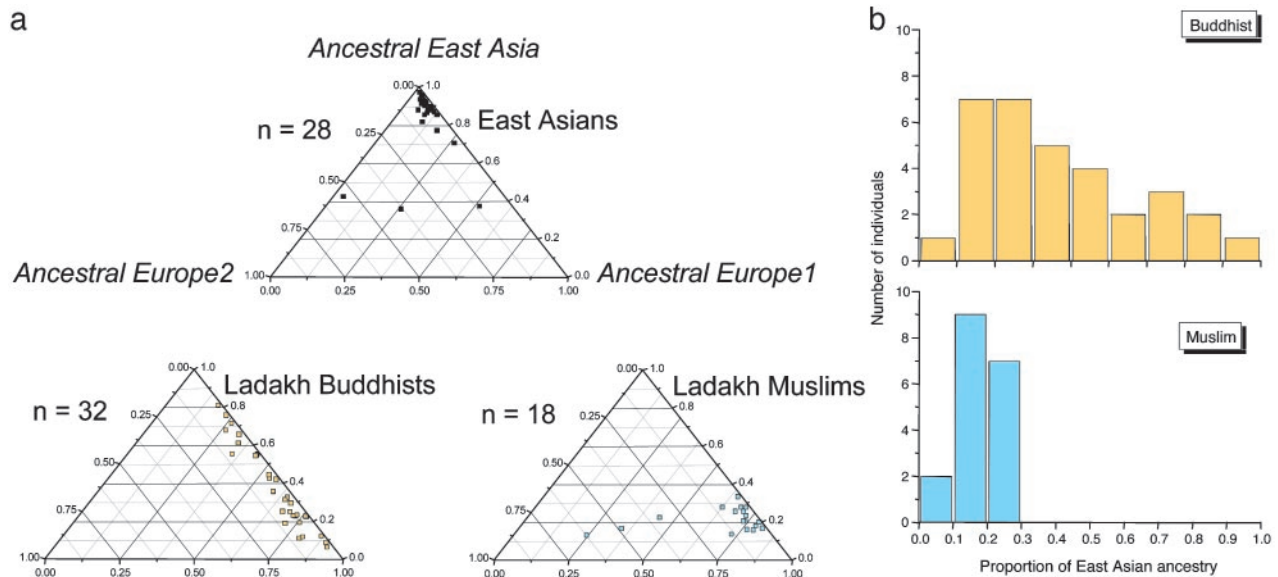 a
Ancestral East Asia
0.00 1.0
n = 28
East Asians
0.8
0.25
0.6
0.50
0.4
0.75
0.2
Ancestral Europe2
1.00
0.0
Ancestral Europe1
0.00 0.25 0.50 0.75 1.00
0.00 1.0
Ladakh Buddhists
n = 32
0.8
0.25
0.6
0.50
0.4
0.75
0.2
1.00
0.0
0.00 0.25 0.50 0.75 1.00
0.00 1.0
Ladakh Muslims
n = 18
0.8
0.25
0.6
0.50
0.4
0.75
0.2
1.00
0.0
0.00 0.25 0.50 0.75 1.00
b
Buddhist
10
8
6
4
2
0
Number of individuals
Muslim
10
8
6
4
2
0
0.0 0.1 0.2 0.3 0.4 0.5 0.6 0.7 0.8 0.9 1.0
Proportion of East Asian ancestry